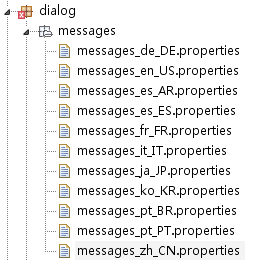 dialog
messages
messages_de_DE.properties
messages_en_US.properties
messages_es_AR.properties
messages_es_ES.properties
messages_fr_FR.properties
messages_it_IT.properties
messages_ja_JP.properties
messages_ko_KR.properties
messages_pt_BR.properties
messages_pt_PT.properties
messages_zh_CN.properties